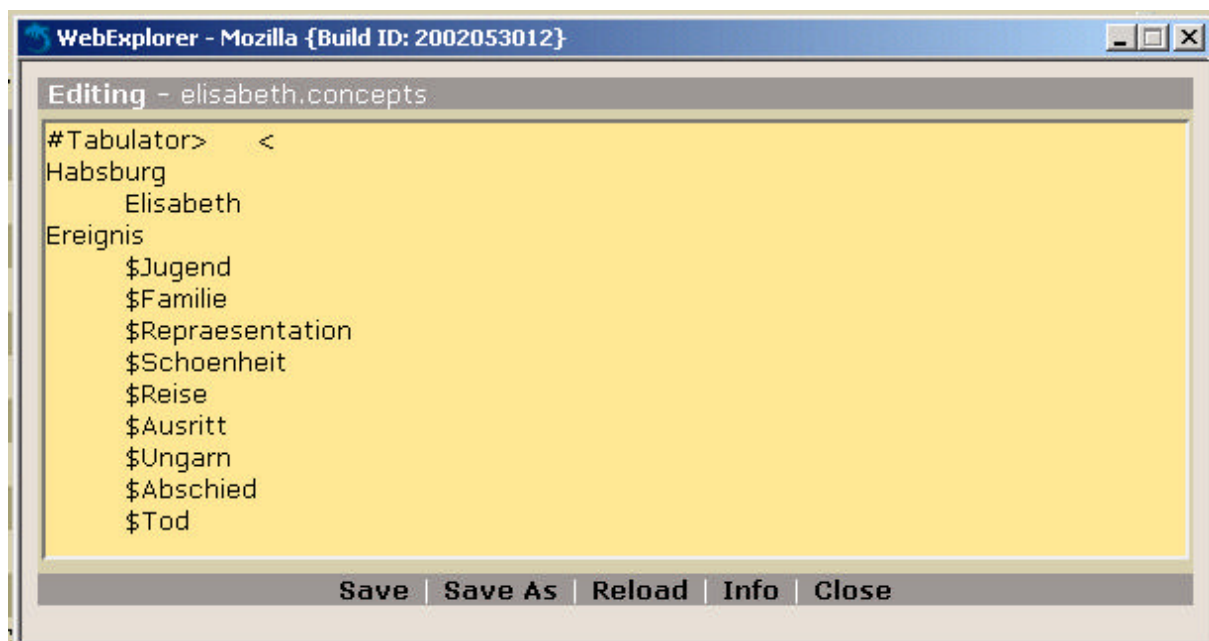 WebExplorer - Mozilla {Build ID: 2002053012}
Editing - elisabeth.concepts
#Tabulator>    <
Habsburg
    Elisabeth
Ereignis
    $Jugend
    $Familie
    $Repraesentation
    $Schoenheit
    $Reise
    $Ausritt
    $Ungarn
    $Abschied
    $Tod
Save | Save As | Reload | Info | Close